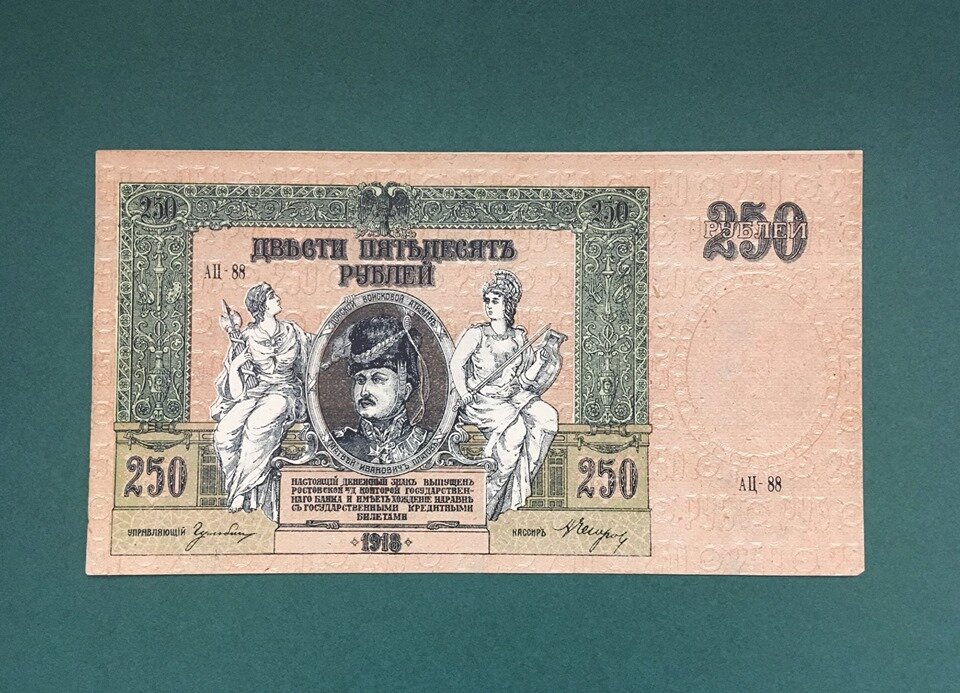 250
250
250
РУБЛЕЙ
ДВѢСТИ ПЯТЬДЕСЯТЪ
РУБЛЕЙ
АЦ - 88
ДОНСКОЙ ВОЙСКОВОЙ АТАМАНЪ
МАТВѢЙ ИВАНОВИЧЪ ПЛАТОВЪ
250
250
НАСТОЯЩІЙ ДЕНЕЖНЫЙ ЗНАКЪ ВЫПУЩЕНЪ
РОСТОВСКОЙ Н/Д КОНТОРОЙ ГОСУДАРСТВЕН-
НАГО БАНКА И ИМѢЕТЪ ХОЖДЕНІЕ НАРАВНѢ
СЪ ГОСУДАРСТВЕННЫМИ КРЕДИТНЫМИ
БИЛЕТАМИ
АЦ - 88
УПРАВЛЯЮЩІЙ
КАССИРЪ
1918